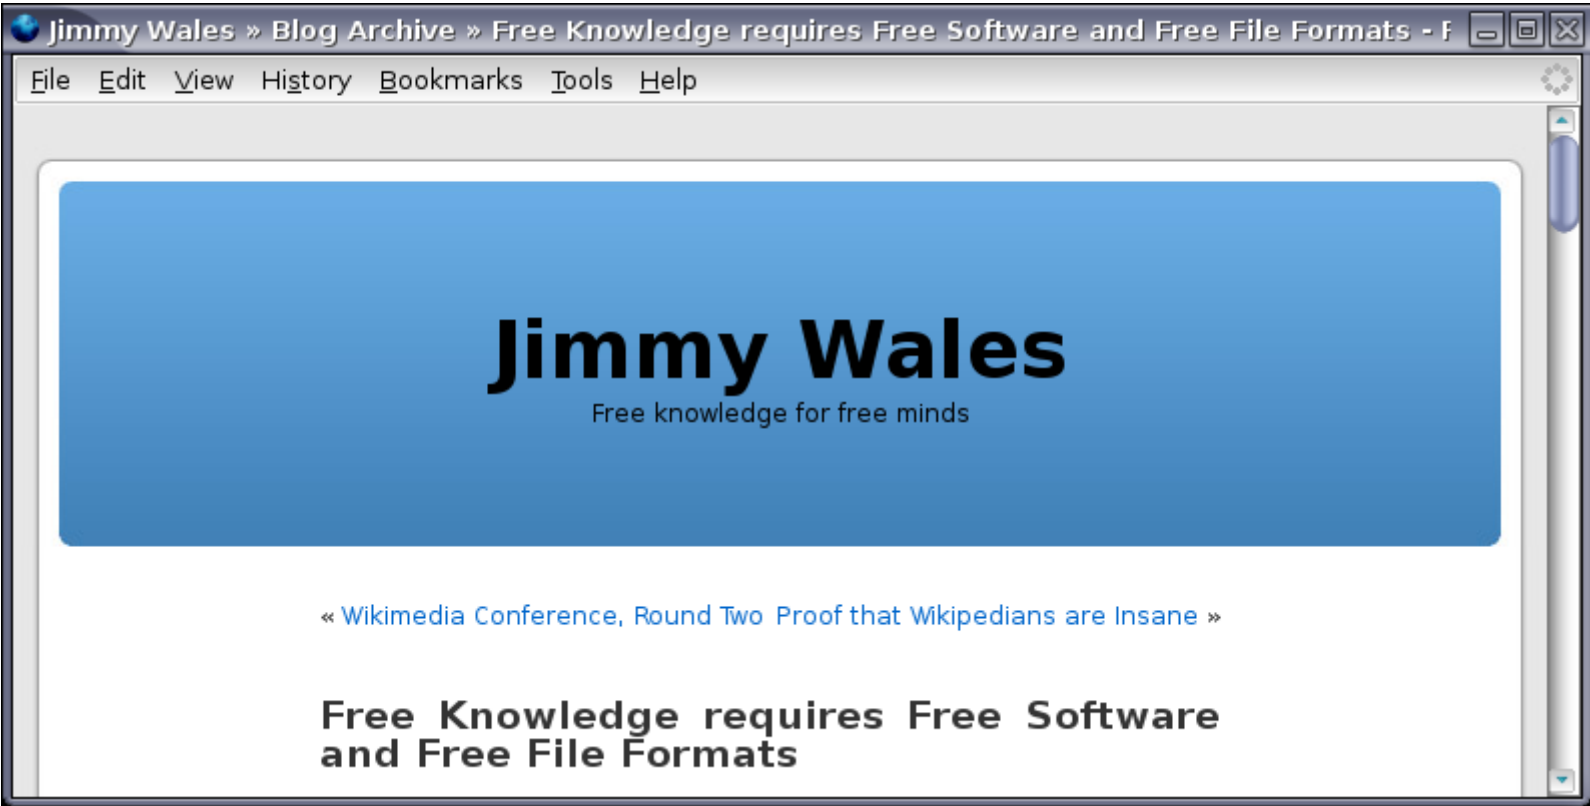 Jimmy Wales » Blog Archive » Free Knowledge requires Free Software and Free File Formats - F
File Edit View History Bookmarks Tools Help
Jimmy Wales
Free knowledge for free minds
« Wikimedia Conference, Round Two Proof that Wikipedians are Insane »
Free Knowledge requires Free Software
and Free File Formats